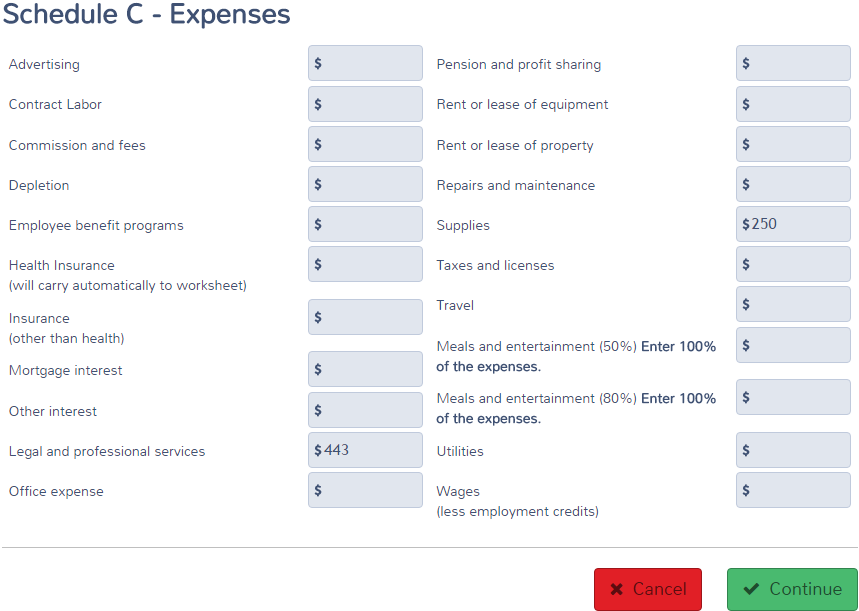 Schedule C - Expenses
Advertising $
Contract Labor $
Commission and fees $
Depletion $
Employee benefit programs $
Health Insurance $
(will carry automatically to worksheet)
Insurance $
(other than health)
Mortgage interest $
Other interest $
Legal and professional services $443
Office expense $
Pension and profit sharing $
Rent or lease of equipment $
Rent or lease of property $
Repairs and maintenance $
Supplies $250
Taxes and licenses $
Travel $
Meals and entertainment (50%) Enter 100% $
of the expenses.
Meals and entertainment (80%) Enter 100% $
of the expenses.
Utilities $
Wages $
(less employment credits)
Cancel
Continue